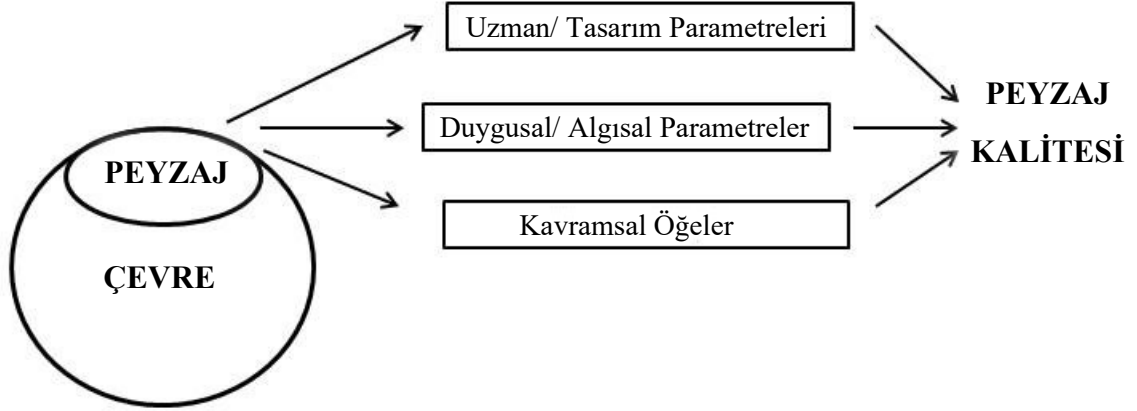 Uzman/ Tasarım Parametreleri
Duygusal/ Algısal Parametreler
Kavramsal Öğeler
PEYZAJ
ÇEVRE
PEYZAJ
KALİTESİ